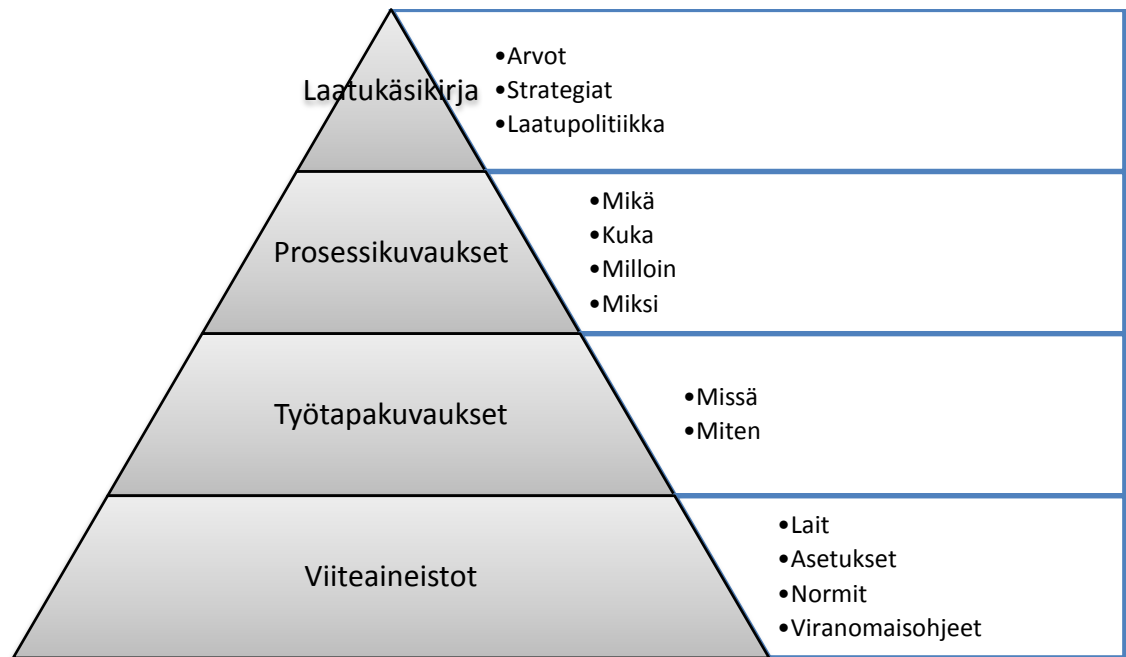 Laatukäsikirja
•Arvot
•Strategiat
•Laatupolitiikka
Prosessikuvaukset
•Mikä
•Kuka
•Milloin
•Miksi
Työtapakuvaukset
•Missä
•Miten
Viiteaineistot
•Lait
•Asetukset
•Normit
•Viranomaisohjeet